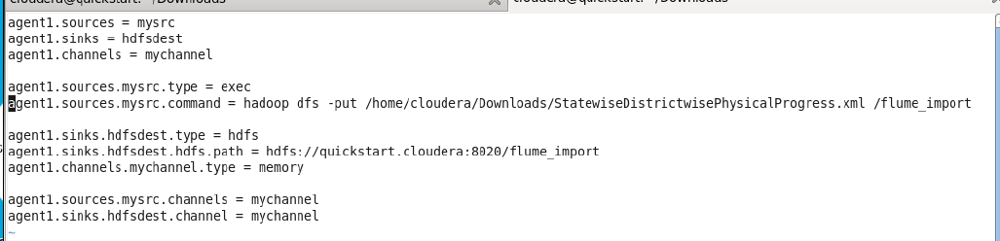 cloudera@quickstart:~/Downloads
cloudera@quickstart:~/Downloads
agent1.sources = mysrc
agent1.sinks = hdfsdest
agent1.channels = mychannel
agent1.sources.mysrc.type = exec
agent1.sources.mysrc.command = hadoop dfs -put /home/cloudera/Downloads/StatewiseDistrictwisePhysicalProgress.xml /flume_import
agent1.sinks.hdfsdest.type = hdfs
agent1.sinks.hdfsdest.hdfs.path = hdfs://quickstart.cloudera:8020/flume_import
agent1.channels.mychannel.type = memory
agent1.sources.mysrc.channels = mychannel
agent1.sinks.hdfsdest.channel = mychannel
~